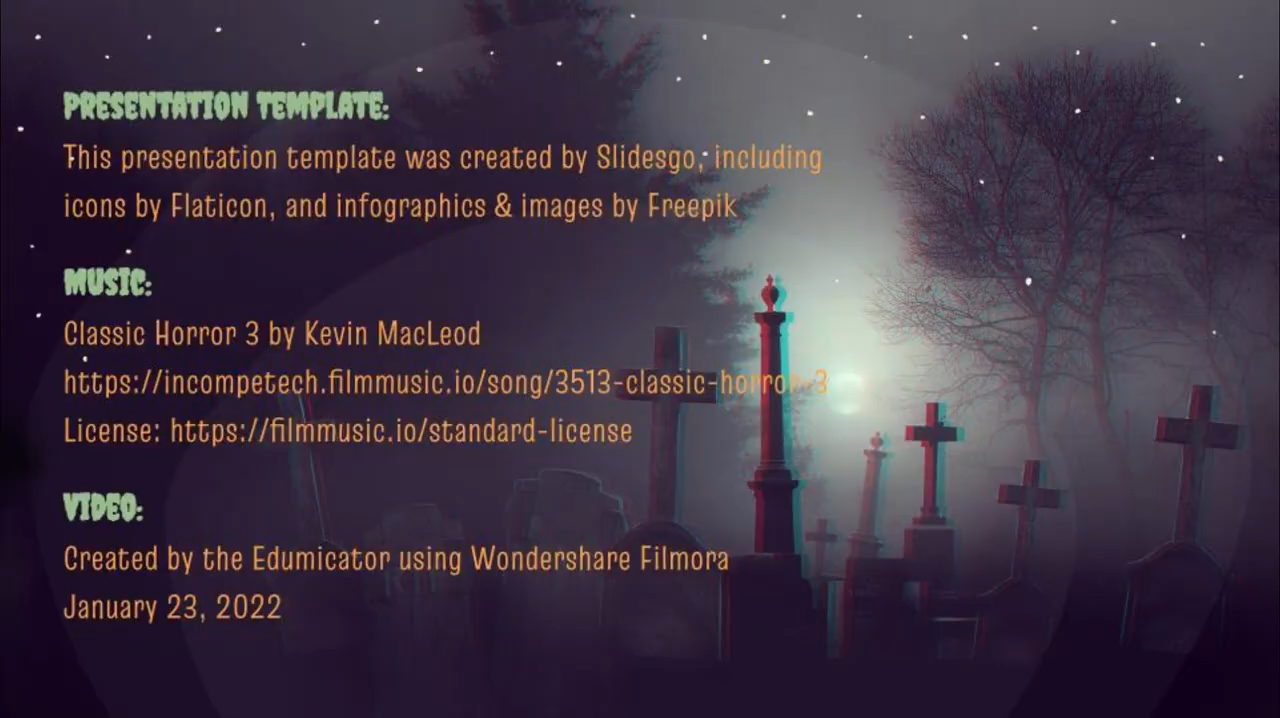 PRESENTATION TEMPLATE:
This presentation template was created by Slidesgo, including
icons by Flaticon, and infographics & images by Freepik
MUSIC:
Classic Horror 3 by Kevin MacLeod
https://incompetech.filmmusic.io/song/3513-classic-horror-3
License: https://filmmusic.io/standard-license
VIDEO:
Created by the Edumicator using Wondershare Filmora
January 23, 2022